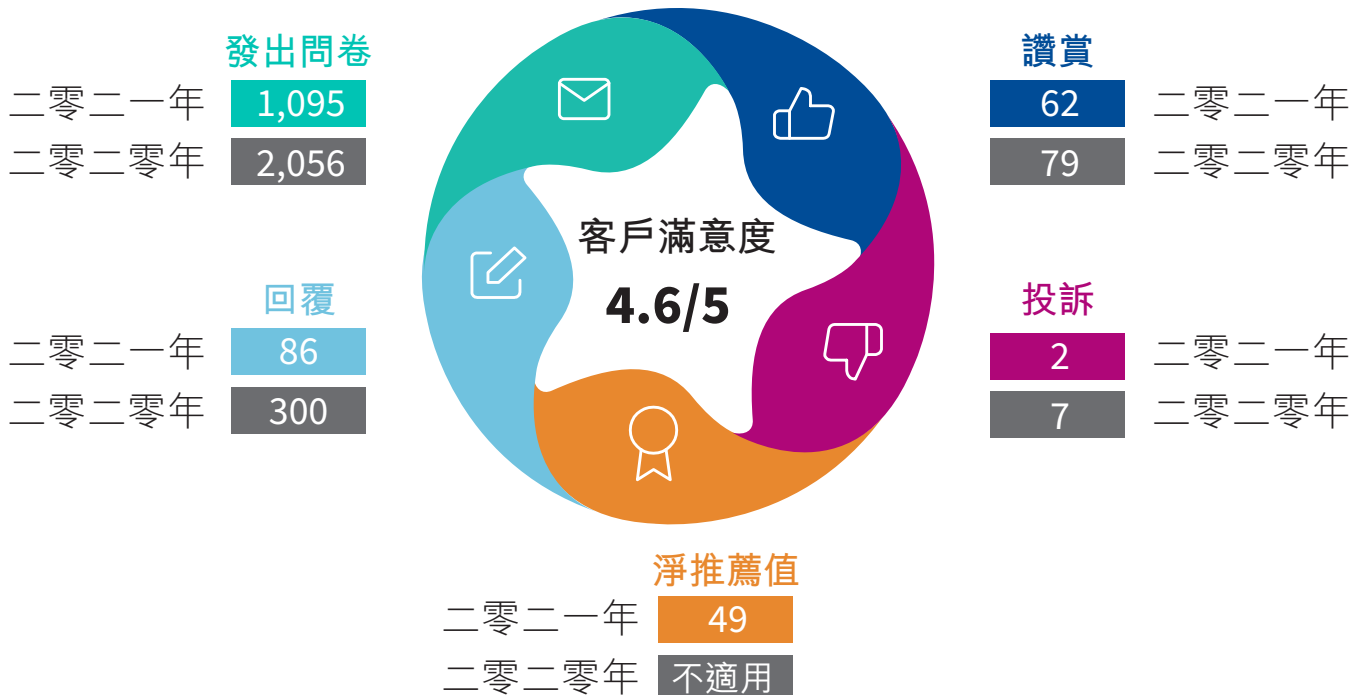 發出問卷
二零二一年 1,095
二零二零年 2,056
讚賞
62 二零二一年
79 二零二零年
客戶滿意度
4.6/5
回覆
二零二一年 86
二零二零年 300
投訴
2 二零二一年
7 二零二零年
淨推薦值
二零二一年 49
二零二零年 不適用